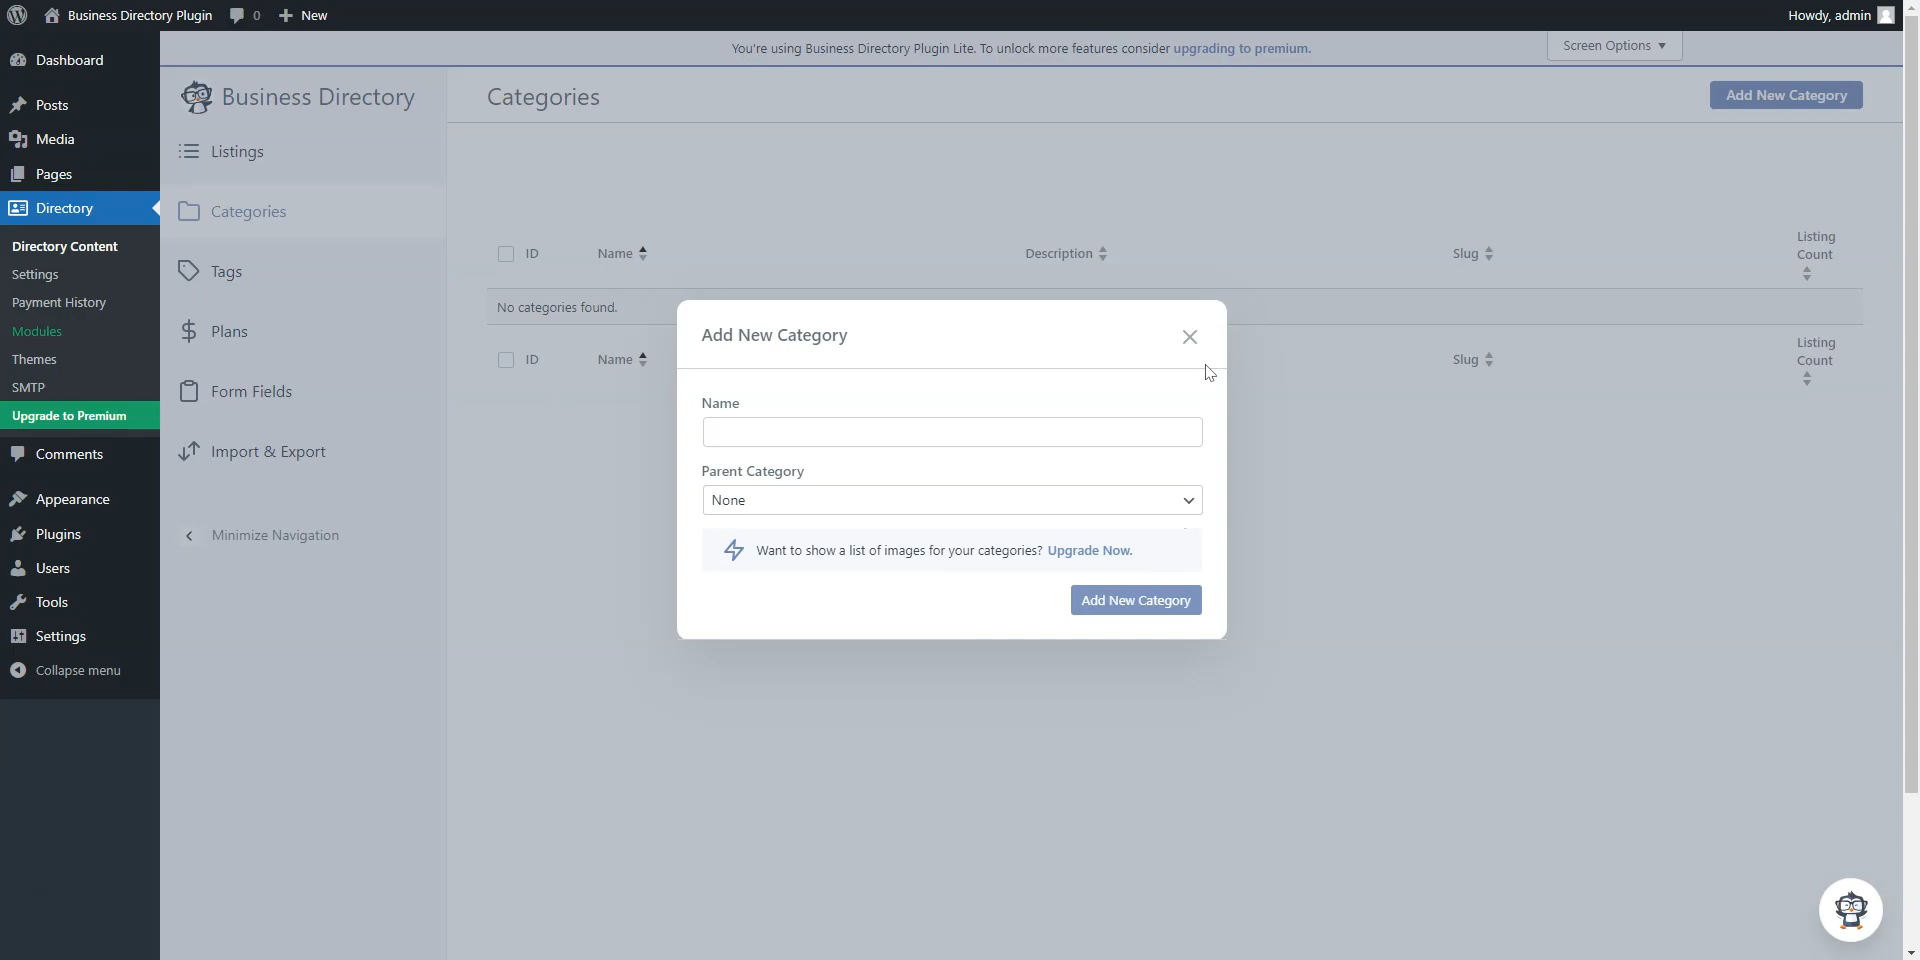 Business Directory Plugin
0
New
Howdy, admin
Dashboard
Posts
Media
Pages
Directory
Directory Content
Settings
Payment History
Modules
Themes
SMTP
Upgrade to Premium
Comments
Appearance
Plugins
Users
Tools
Settings
Collapse menu
You're using Business Directory Plugin Lite. To unlock more features consider upgrading to premium.
Screen Options
Business Directory
Listings
Categories
Tags
Plans
Form Fields
Import & Export
Minimize Navigation
Categories
Add New Category
ID Name Description Slug Listing
Count
No categories found.
ID Name Slug Listing
Count
Add New Category
Name
Parent Category
None
Want to show a list of images for your categories? Upgrade Now.
Add New Category